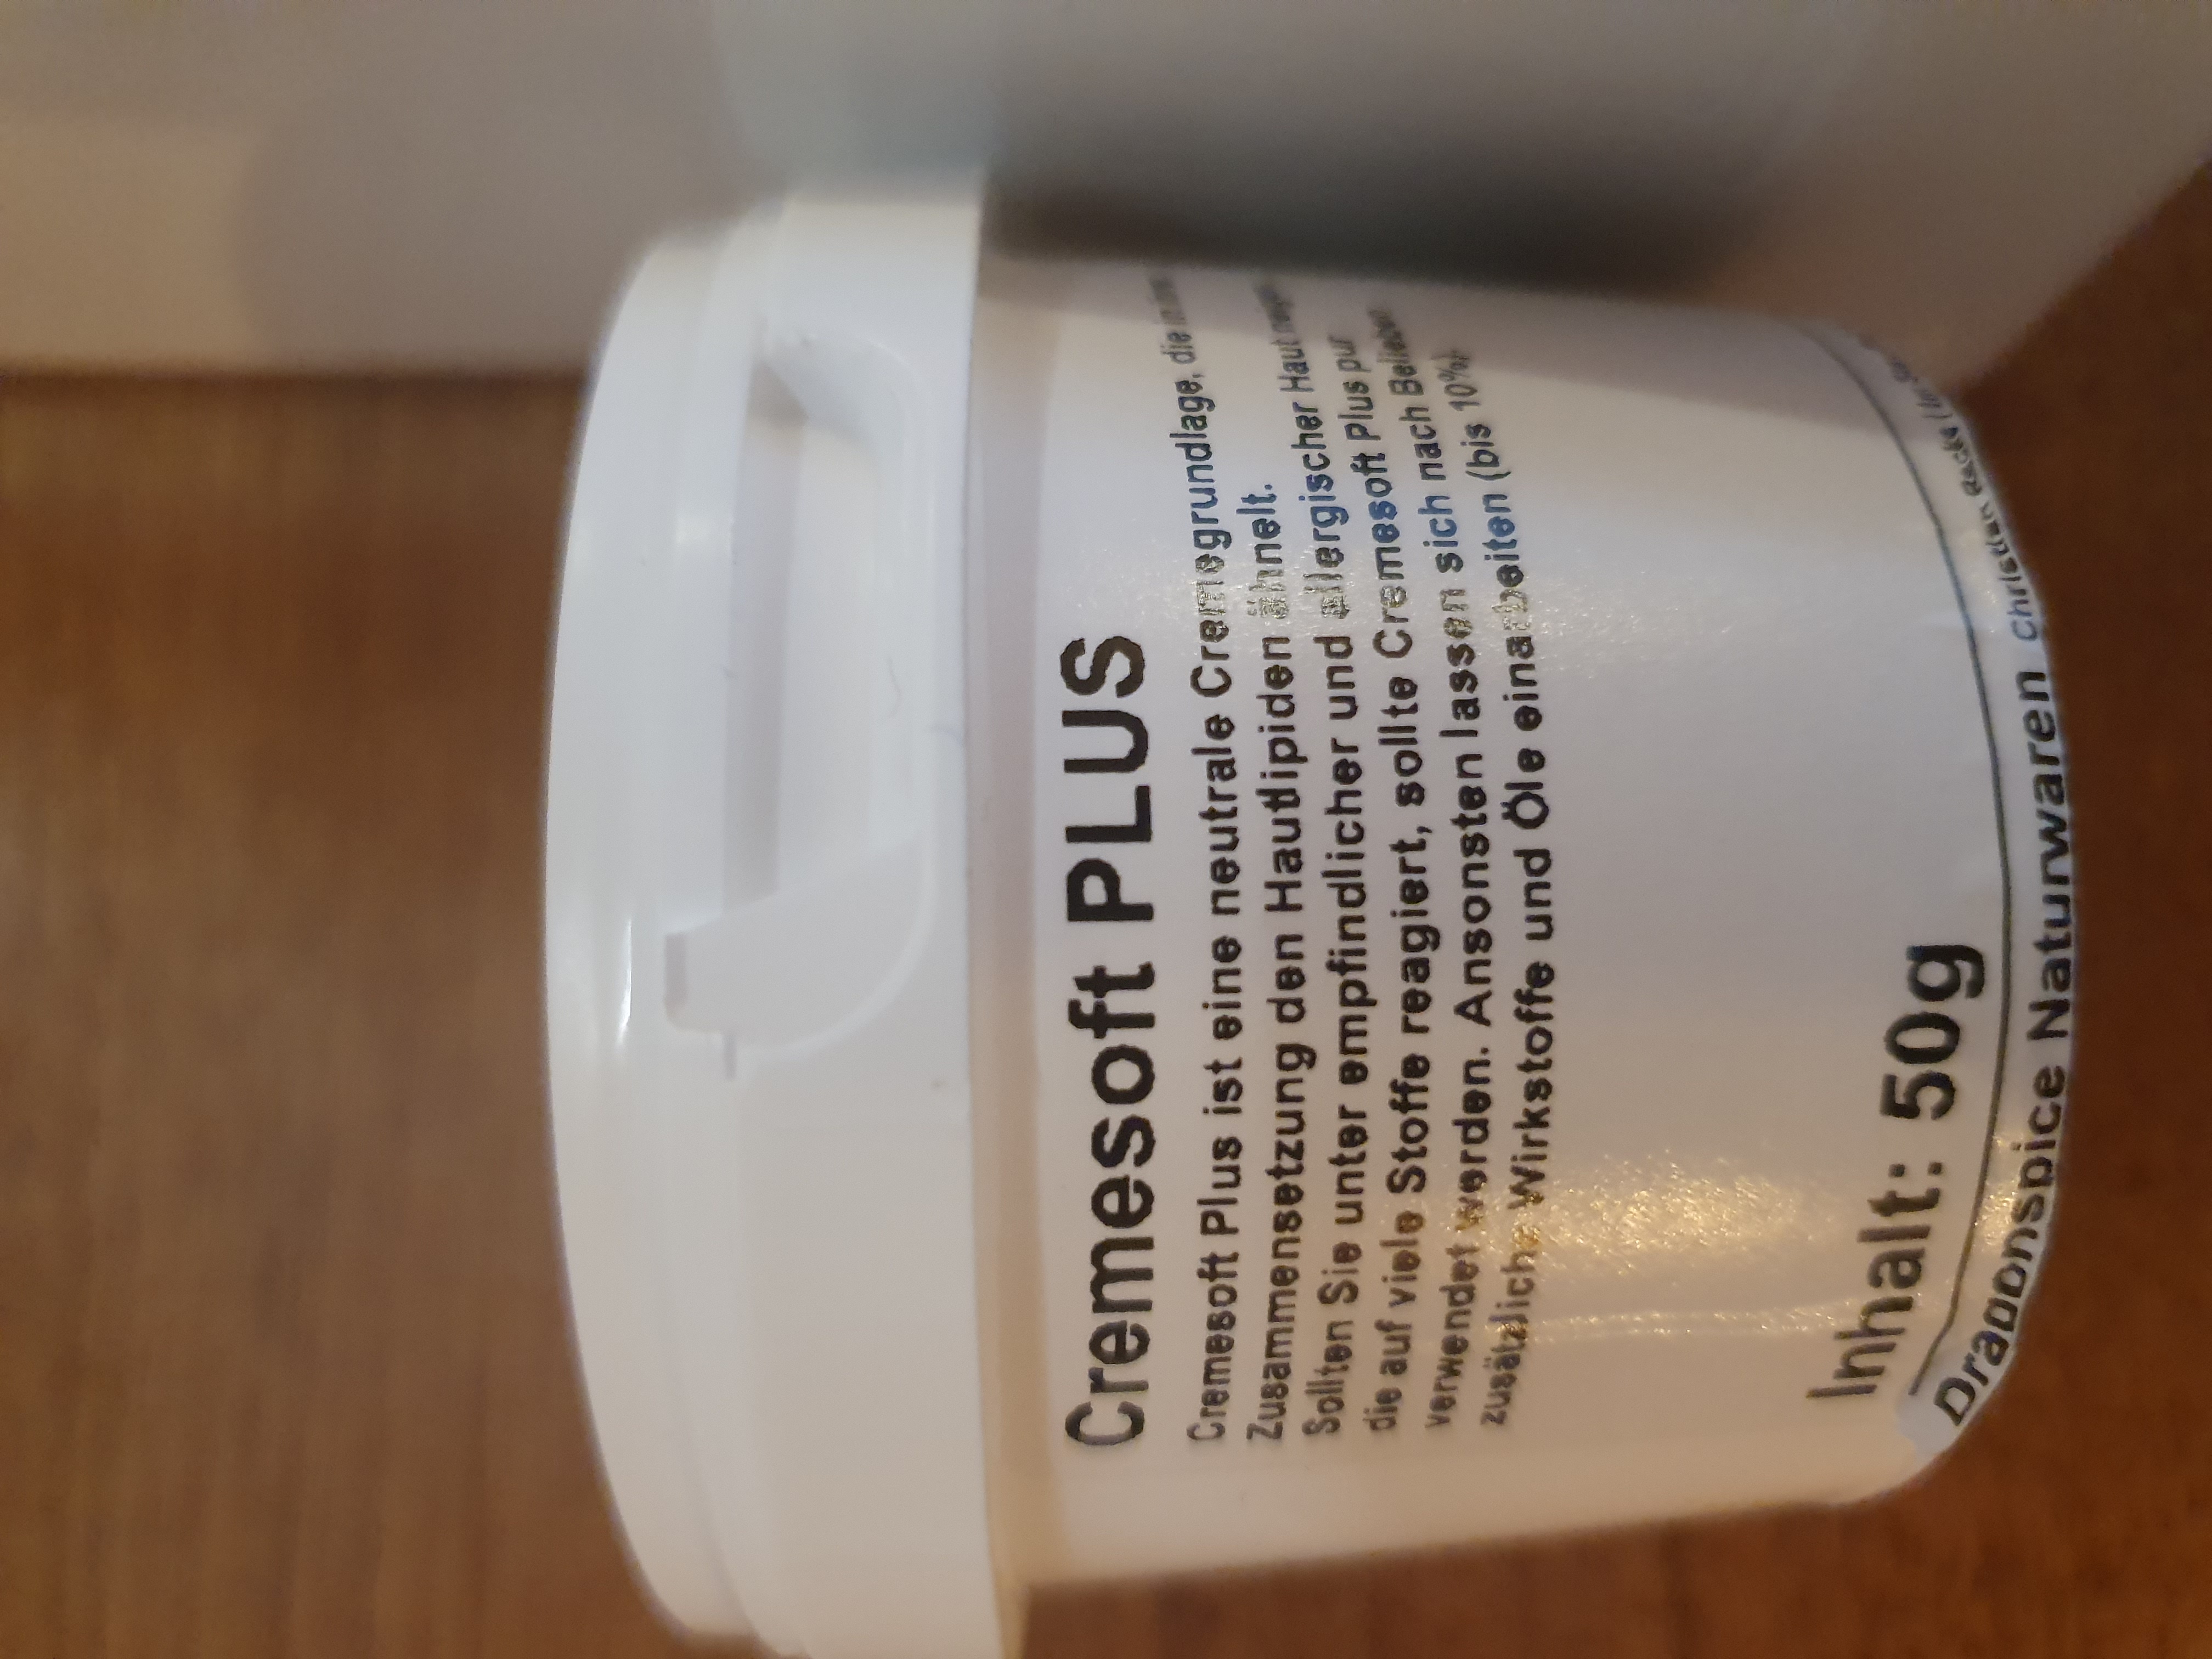 Cremesoft PLUS
Cremesoft Plus ist eine neutrale Cremegrundlage, die in ihrer
Zusammensetzung den Hautlipiden ähnelt.
Sollten Sie unter empfindlicher und allergischer Haut
die auf viele Stoffe reagiert, sollte Cremesoft Plus pur
verwendet werden. Ansonsten lassen sich nach Belieben
zusätzliche Wirkstoffe und Öle einarbeiten (bis 10%)
Inhalt: 50g
Dragonspice Naturwaren christian